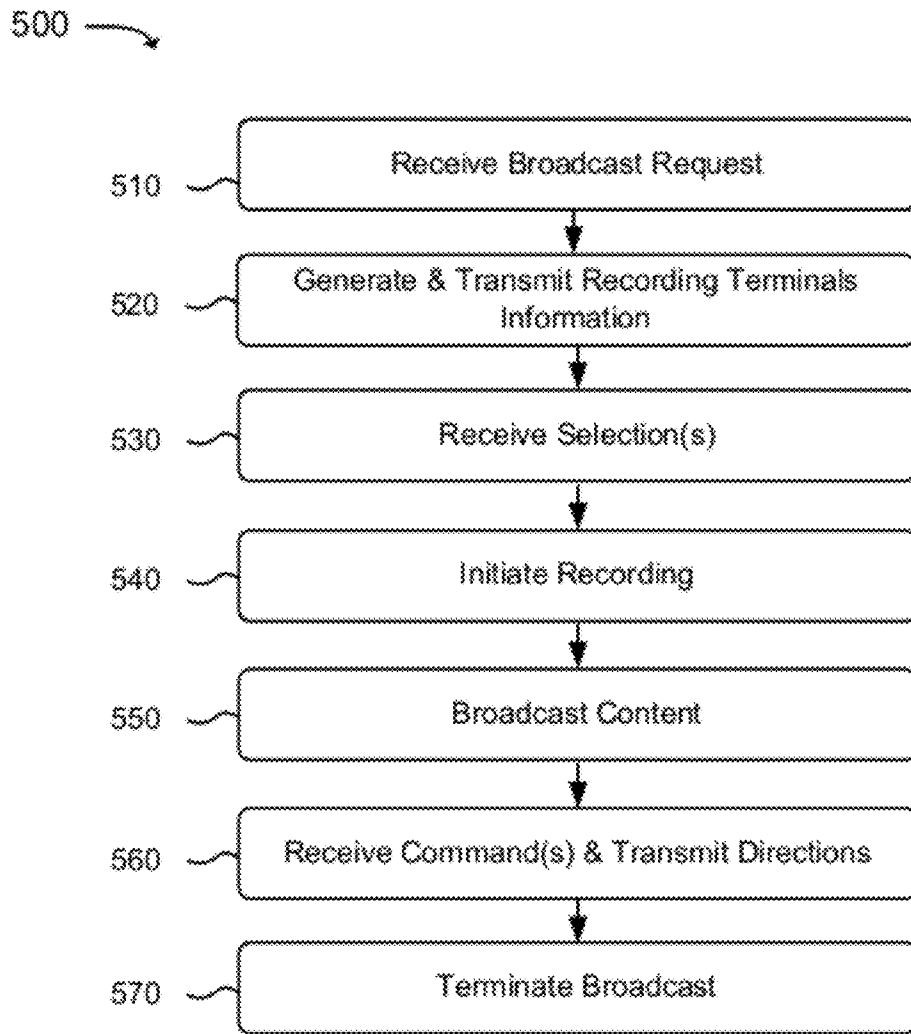 500
510
Receive Broadcast Request
520
Generate & Transmit Recording Terminals
Information
530
Receive Selection(s)
540
Initiate Recording
550
Broadcast Content
560
Receive Command(s) & Transmit Directions
570
Terminate Broadcast